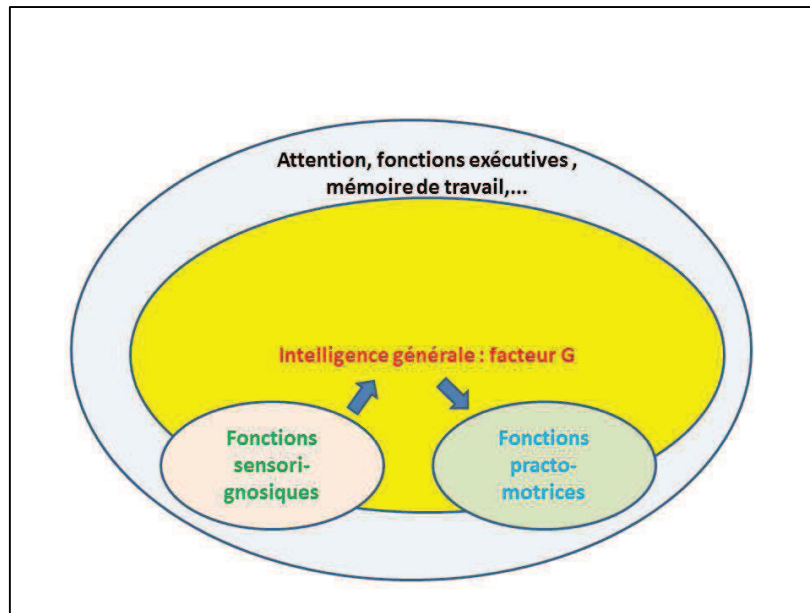 Attention, fonctions exécutives ,
mémoire de travail,...
Intelligence générale : facteur G
Fonctions
sensori-
gnosiques
Fonctions
practo-
motrices